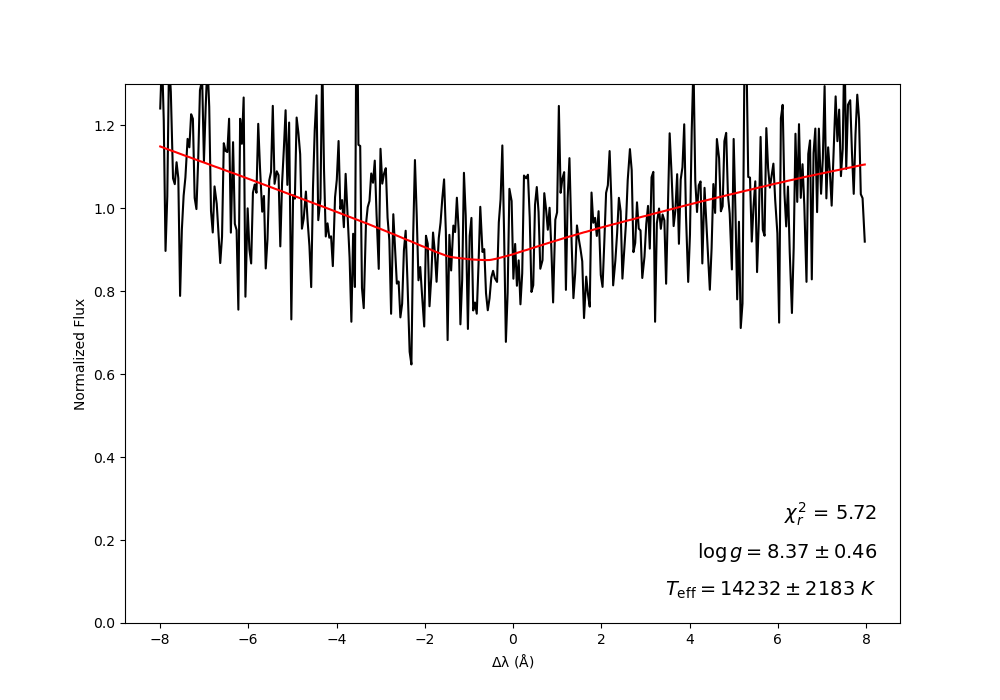 1.2
1.0
0.8
0.6
0.4
0.2
0.0
Normalized Flux
χ²ᵣ = 5.72
log g = 8.37 ± 0.46
T_eff = 14232 ± 2183 K
−8 −6 −4 −2 0 2 4 6 8
Δλ (Å)